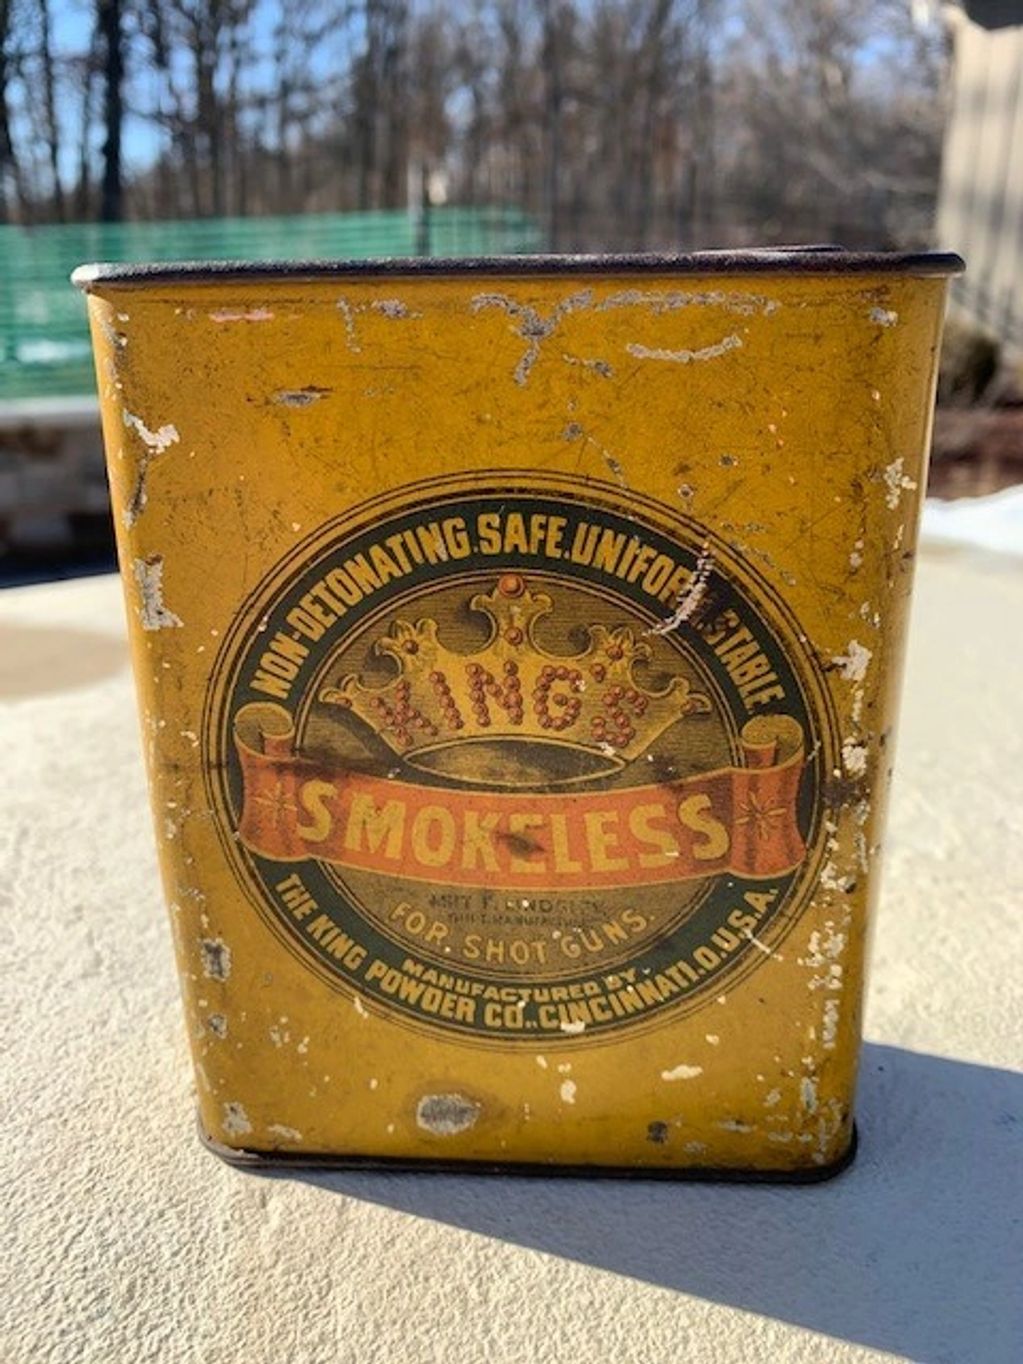 NON-DETONATING.SAFE.UNIFORM.STABLE
KING'S
SMOKELESS
FOR. SHOT GUNS.
MANUFACTURED BY
THE KING POWDER CO., CINCINNATI.O.U.S.A.